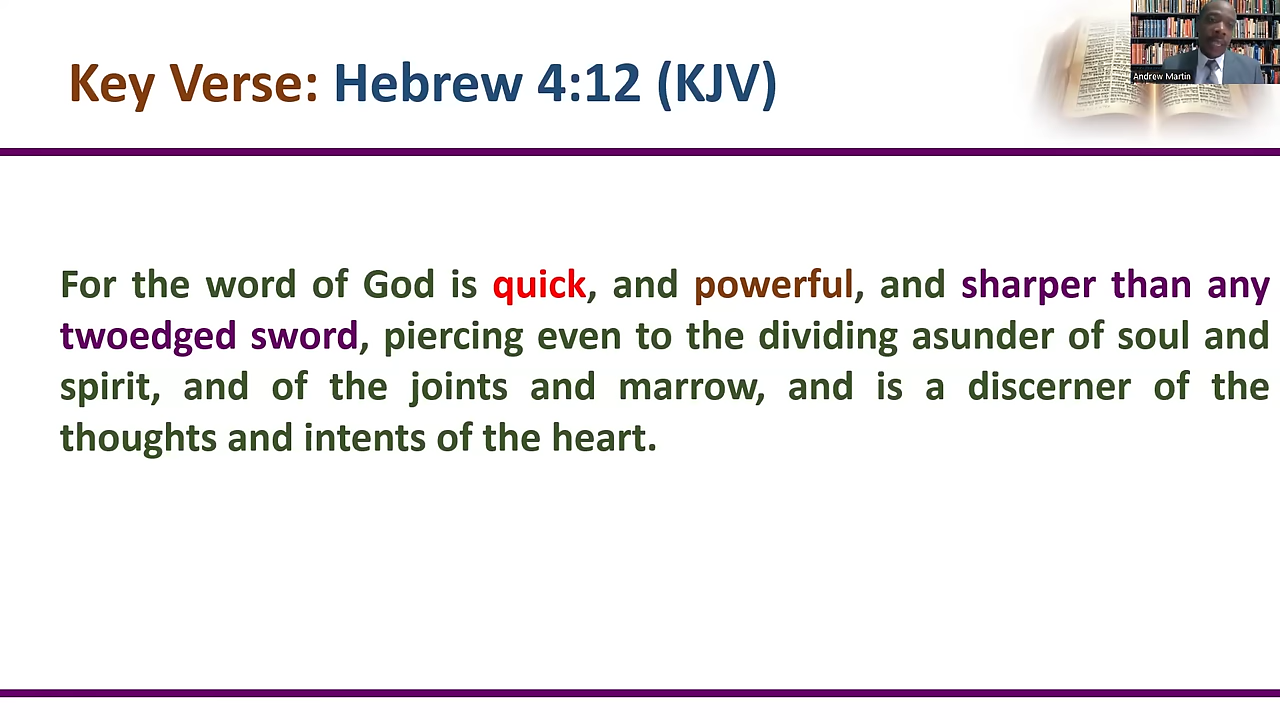 Key Verse: Hebrew 4:12 (KJV)
Andrew Martin
For the word of God is quick, and powerful, and sharper than any
twoedged sword, piercing even to the dividing asunder of soul and
spirit, and of the joints and marrow, and is a discerner of the
thoughts and intents of the heart.